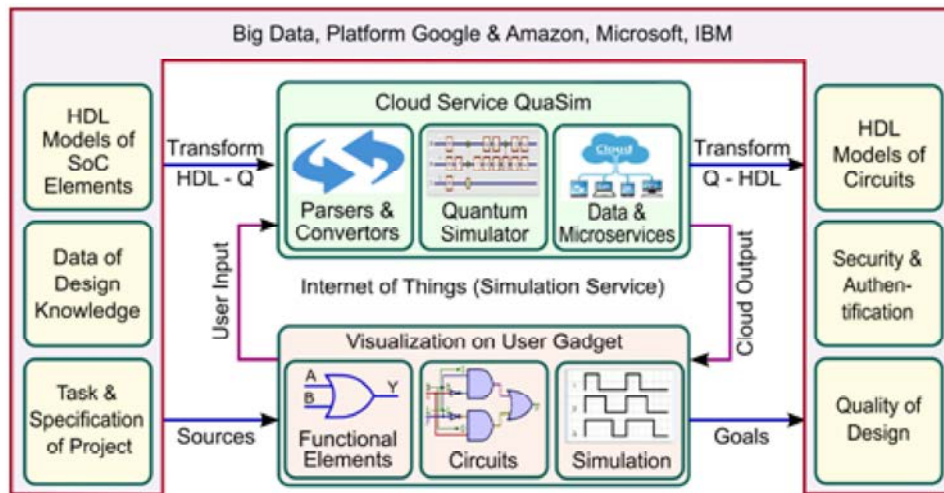 Big Data, Platform Google & Amazon, Microsoft, IBM
HDL
Models of
SoC
Elements
Data of
Design
Knowledge
Task &
Specification
of Project
Transform
HDL - Q
User Input
Sources
Cloud Service QuaSim
Parsers &
Convertors
Quantum
Simulator
Cloud
Data &
Microservices
Internet of Things (Simulation Service)
Visualization on User Gadget
A
B
Y
Functional
Elements
Circuits
Simulation
Transform
Q - HDL
Cloud Output
Goals
HDL
Models of
Circuits
Security &
Authen-
tification
Quality of
Design